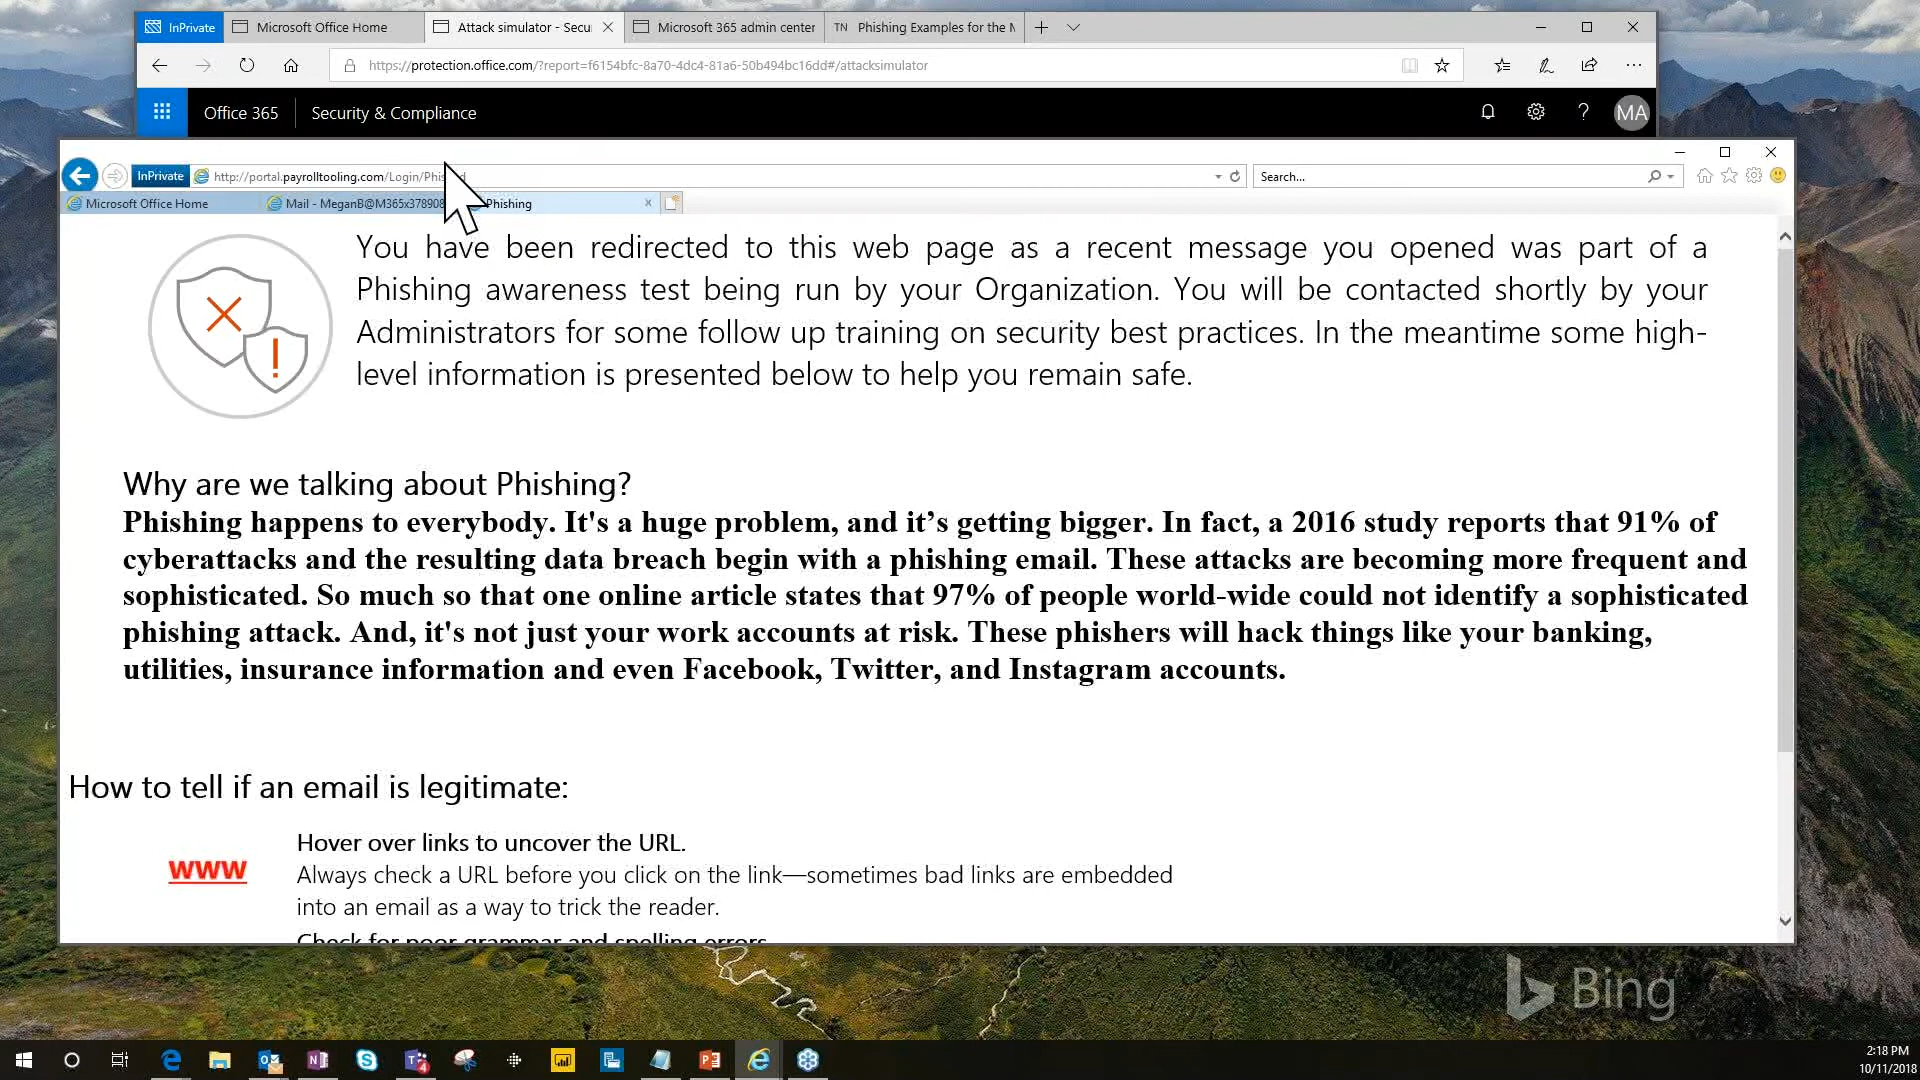 InPrivate
Microsoft Office Home
Attack simulator - Secu
Microsoft 365 admin center
TN Phishing Examples for the
https://protection.office.com/?report=f6154bfc-8a70-4dc4-81a6-50b494bc16dd#/attacksimulator
Office 365
Security & Compliance
MA
InPrivate
http://portal.payrolltooling.com/Login/Phi
Search...
Microsoft Office Home
Mail - MeganB@M365x378908
Phishing
You have been redirected to this web page as a recent message you opened was part of a
Phishing awareness test being run by your Organization. You will be contacted shortly by your
Administrators for some follow up training on security best practices. In the meantime some high-
level information is presented below to help you remain safe.
Why are we talking about Phishing?
Phishing happens to everybody. It's a huge problem, and it’s getting bigger. In fact, a 2016 study reports that 91% of
cyberattacks and the resulting data breach begin with a phishing email. These attacks are becoming more frequent and
sophisticated. So much so that one online article states that 97% of people world-wide could not identify a sophisticated
phishing attack. And, it's not just your work accounts at risk. These phishers will hack things like your banking,
utilities, insurance information and even Facebook, Twitter, and Instagram accounts.
How to tell if an email is legitimate:
www
Hover over links to uncover the URL.
Always check a URL before you click on the link—sometimes bad links are embedded
into an email as a way to trick the reader.
Check for poor grammar and spelling errors
Bing
2:18 PM
10/11/2018